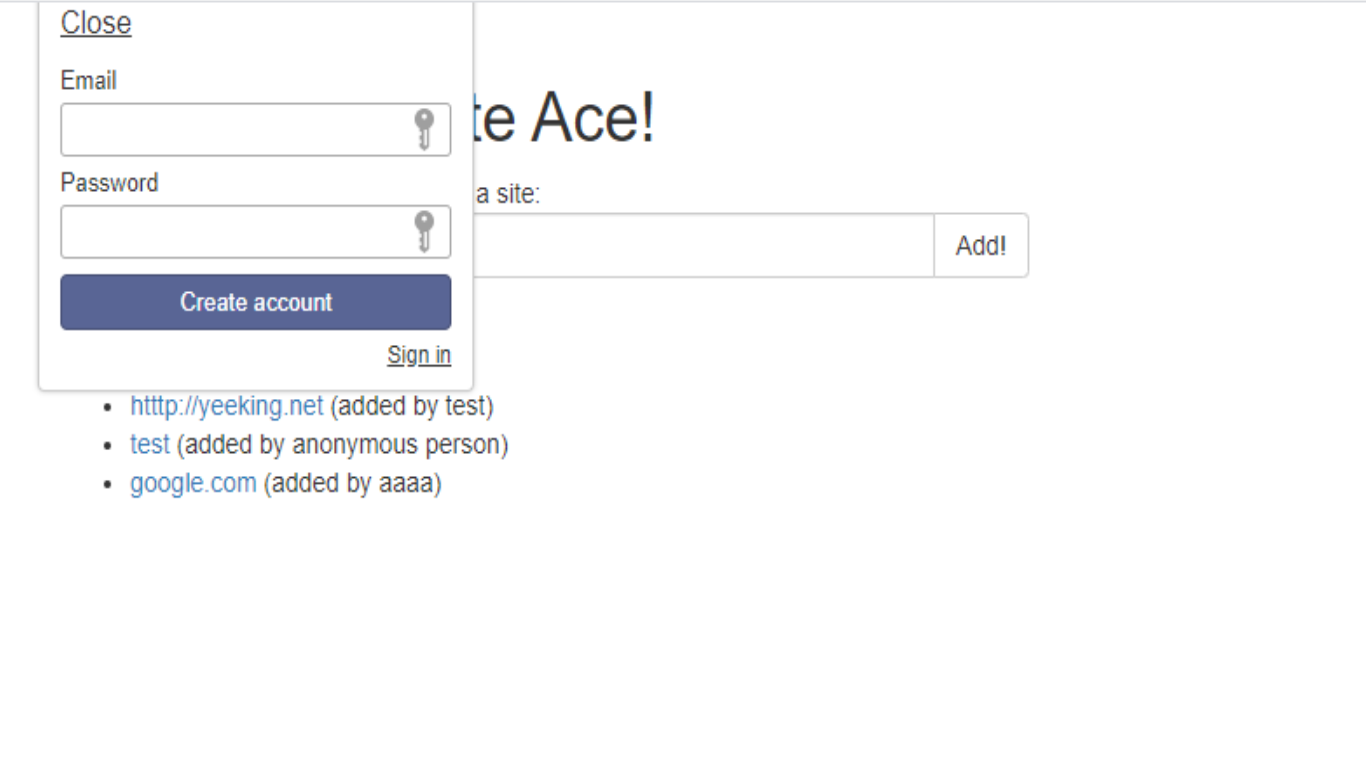 Close
Email
te Ace!
Password
a site:
Add!
Create account
Sign in
htttp://yeeking.net (added by test)
test (added by anonymous person)
google.com (added by aaaa)